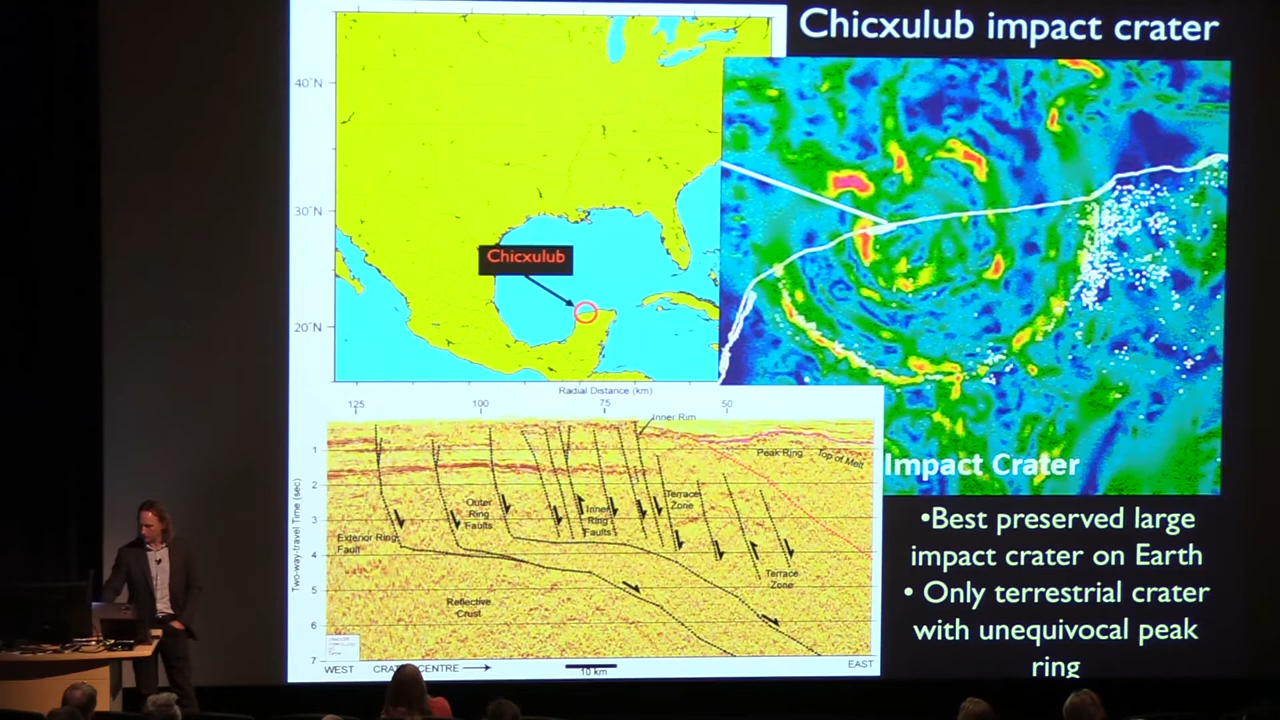 Chicxulub impact crater
40°N
30°N
20°N
Chicxulub
Impact Crater
•Best preserved large
impact crater on Earth
• Only terrestrial crater
with unequivocal peak
ring
Radial Distance (km)
125 100 75 50
Inner Rim
Peak Ring
Top of Melt
Two-way-travel Time (sec)
1
2
3
4
5
6
7
Outer
Ring
Faults
Inner
Ring
Faults
Terrace
Zone
Exterior Ring
Fault
Terrace
Zone
Reflective
Crust
WEST CRATER CENTRE
10 km
EAST